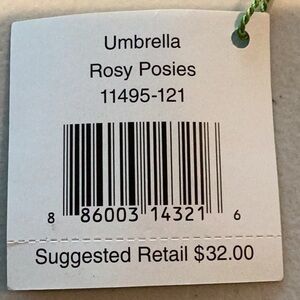 Umbrella
Rosy Posies
11495-121
8 86003 14321 6
Suggested Retail $32.00